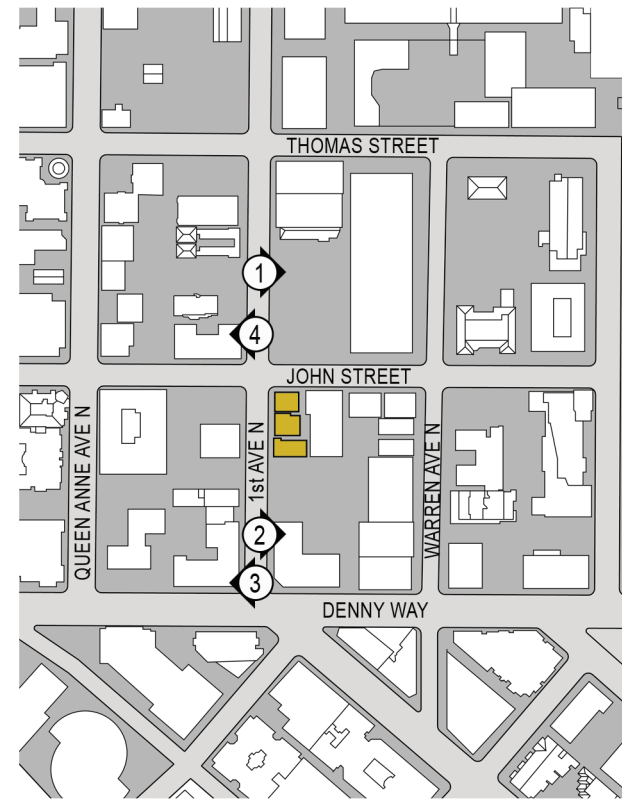 THOMAS STREET
1
4
JOHN STREET
QUEEN ANNE AVE N
1st AVE N
WARREN AVE N
2
3
DENNY WAY